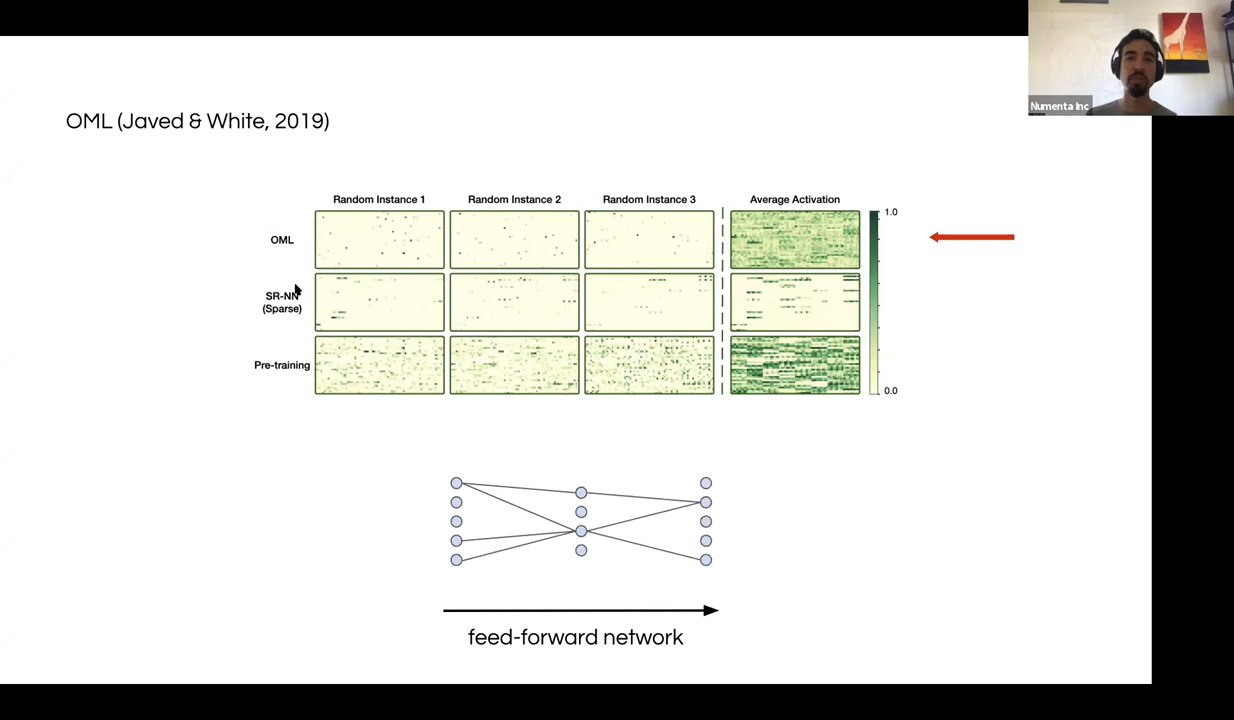 Numenta Inc
OML (Javed & White, 2019)
Random Instance 1
Random Instance 2
Random Instance 3
Average Activation
1.0
OML
SR-NN
(Sparse)
Pre-training
0.0
feed-forward network